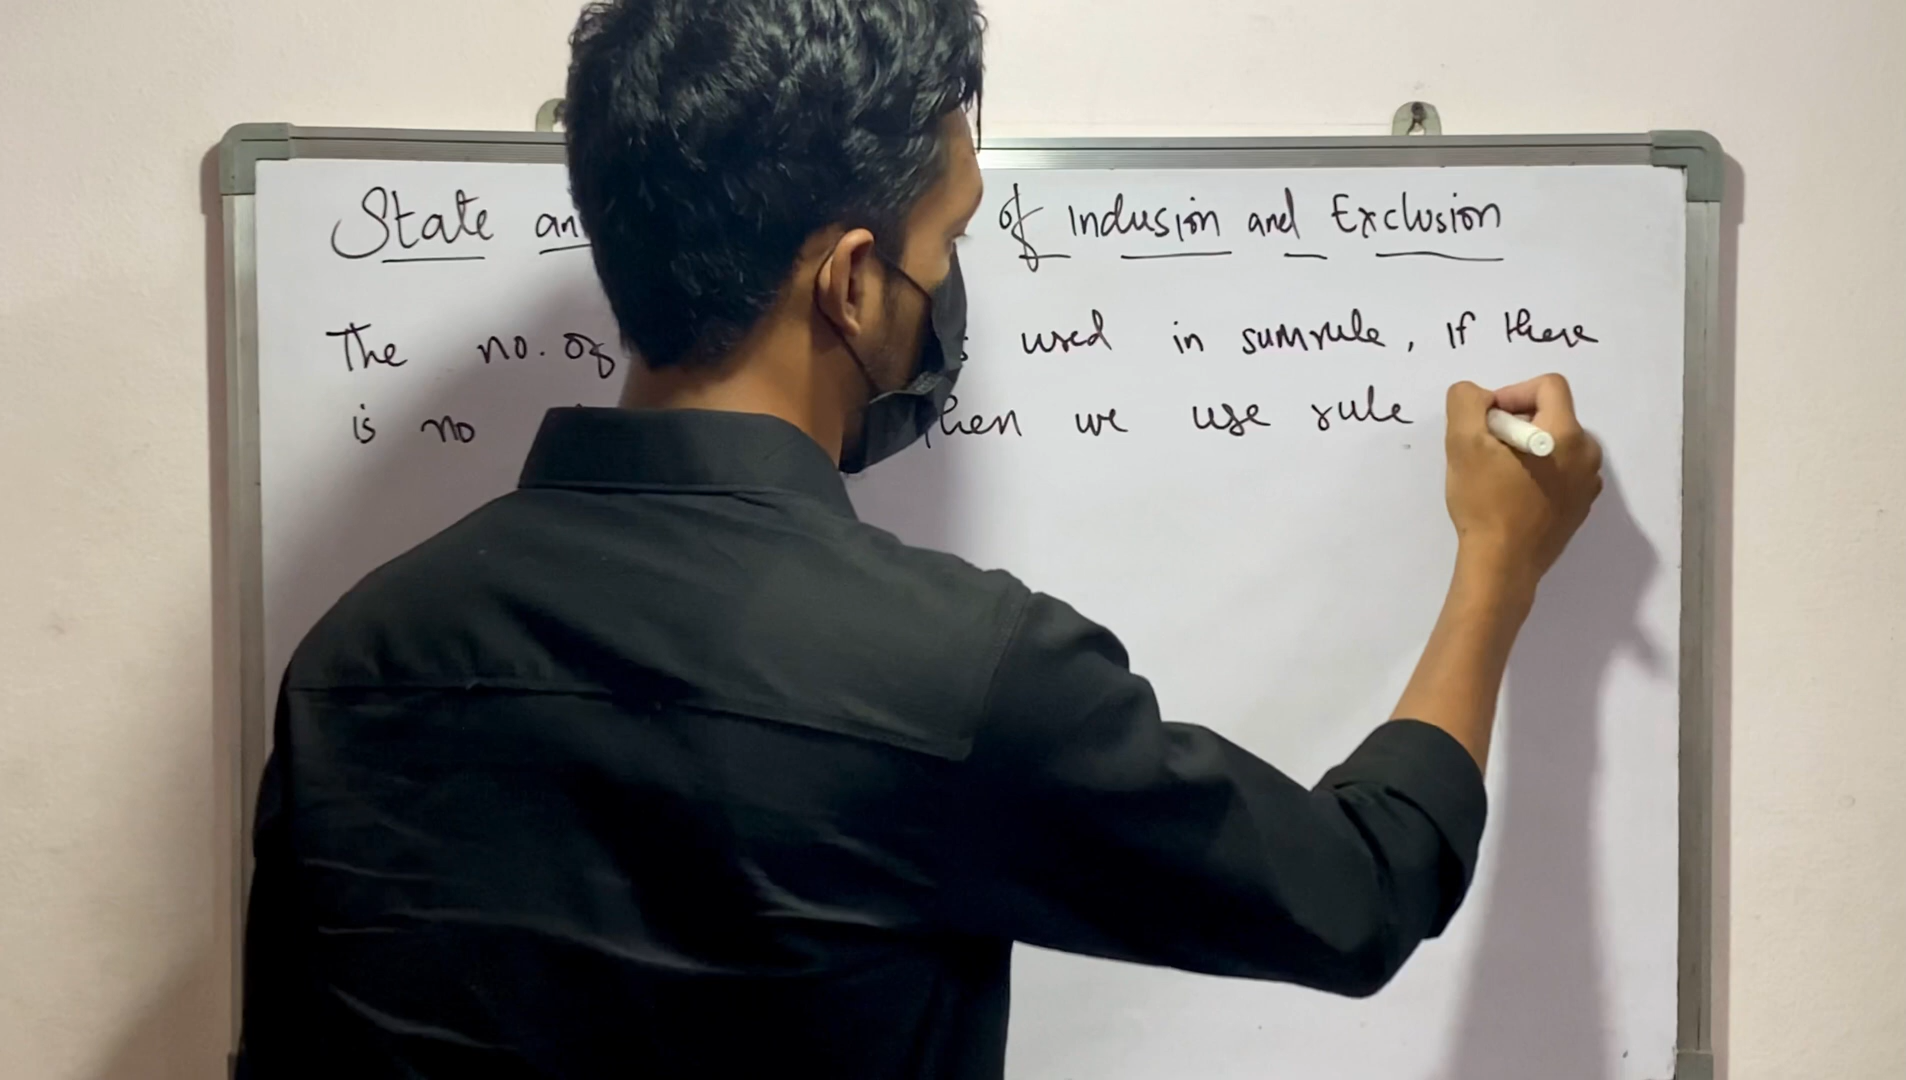 State an of Inclusion and Exclusion
The no. of used in sumrule, if there
is no then we use rule